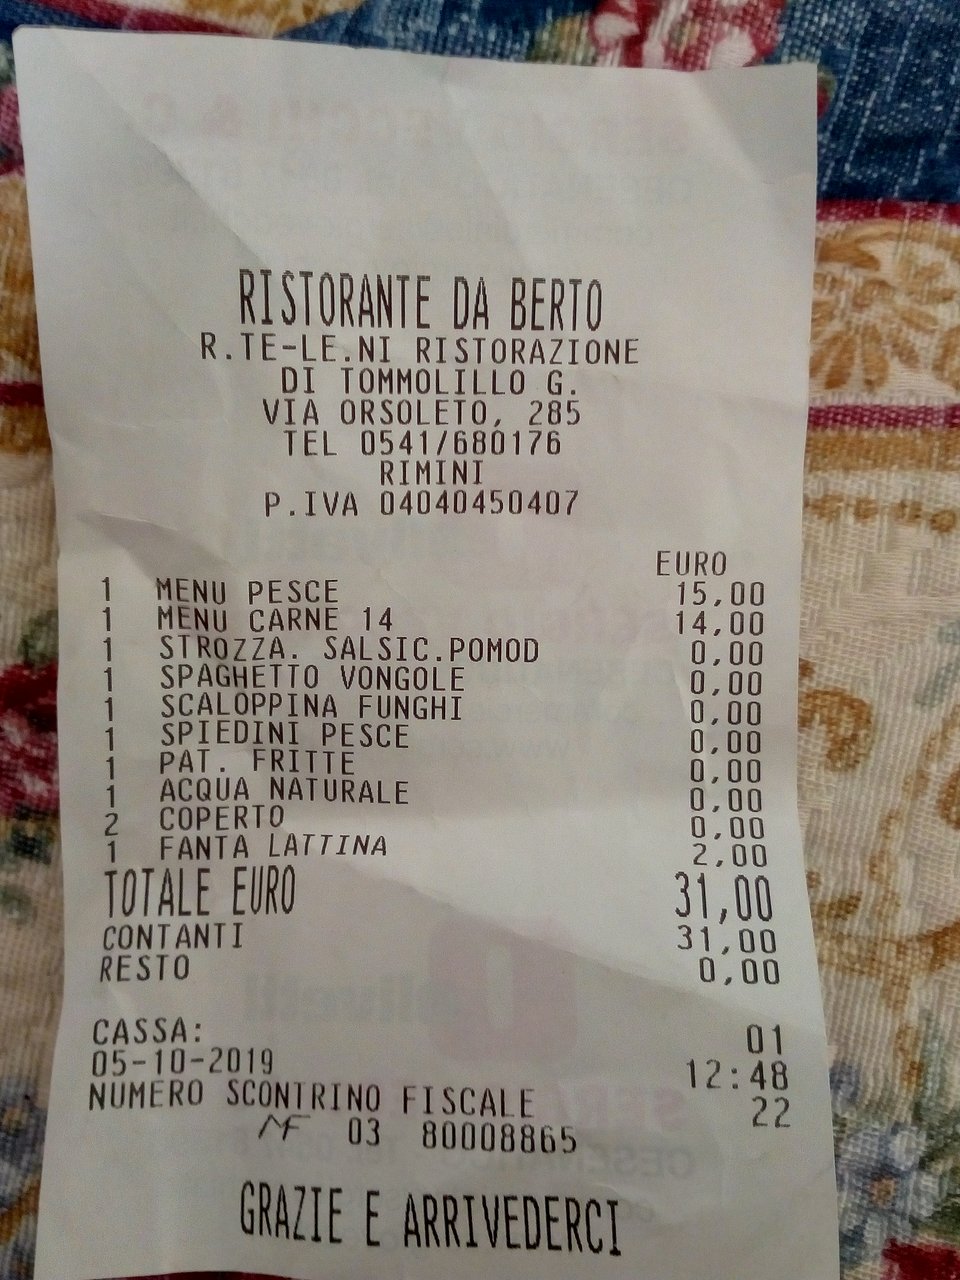 RISTORANTE DA BERTO
R.TE-LE.NI RISTORAZIONE
DI TOMMOLILLO G.
VIA ORSOLETO, 285
TEL 0541/680176
RIMINI
P.IVA 04040450407
EURO
1 MENU PESCE 15,00
1 MENU CARNE 14 14,00
1 STROZZA. SALSIC.POMOD 0,00
1 SPAGHETTO VONGOLE 0,00
1 SCALOPPINA FUNGHI 0,00
1 SPIEDINI PESCE 0,00
1 PAT. FRITTE 0,00
1 ACQUA NATURALE 0,00
2 COPERTO 0,00
1 FANTA LATTINA 2,00
TOTALE EURO 31,00
CONTANTI 31,00
RESTO 0,00
CASSA: 01
05-10-2019 12:48
NUMERO SCONTRINO FISCALE 22
MF 03 80008865
GRAZIE E ARRIVEDERCI